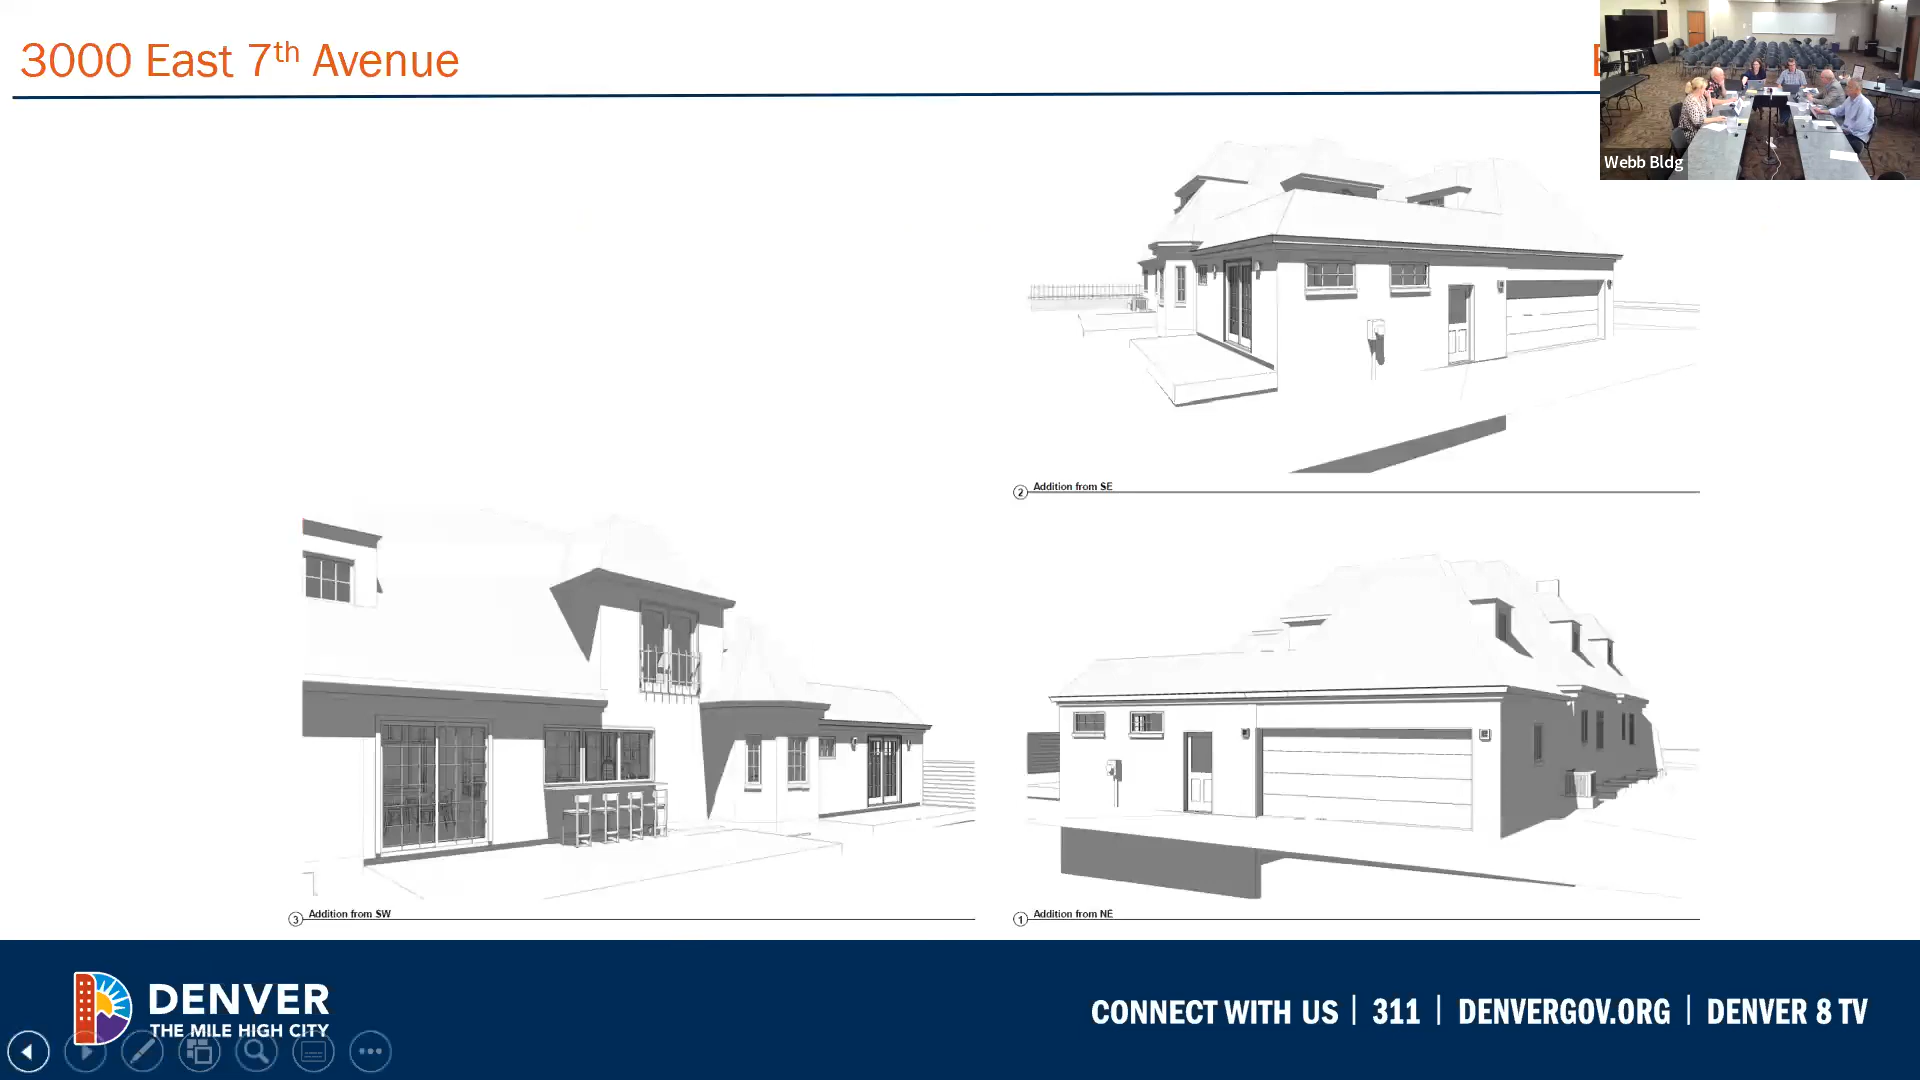 3000 East 7th Avenue
Webb Bldg
2 Addition from SE
3 Addition from SW
1 Addition from NE
DENVER
THE MILE HIGH CITY
CONNECT WITH US | 311 | DENVERGOV.ORG | DENVER 8 TV